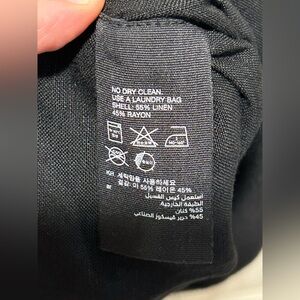 NO DRY CLEAN.
USE A LAUNDRY BAG
SHELL: 55% LINEN
45% RAYON
세탁망을 사용하세요
겉감: 마 55% 레이온 45%
استعمل كيس الغسيل
الطبقة الخارجية:
55% كتان
45% حرير فيسكوز الصناعي